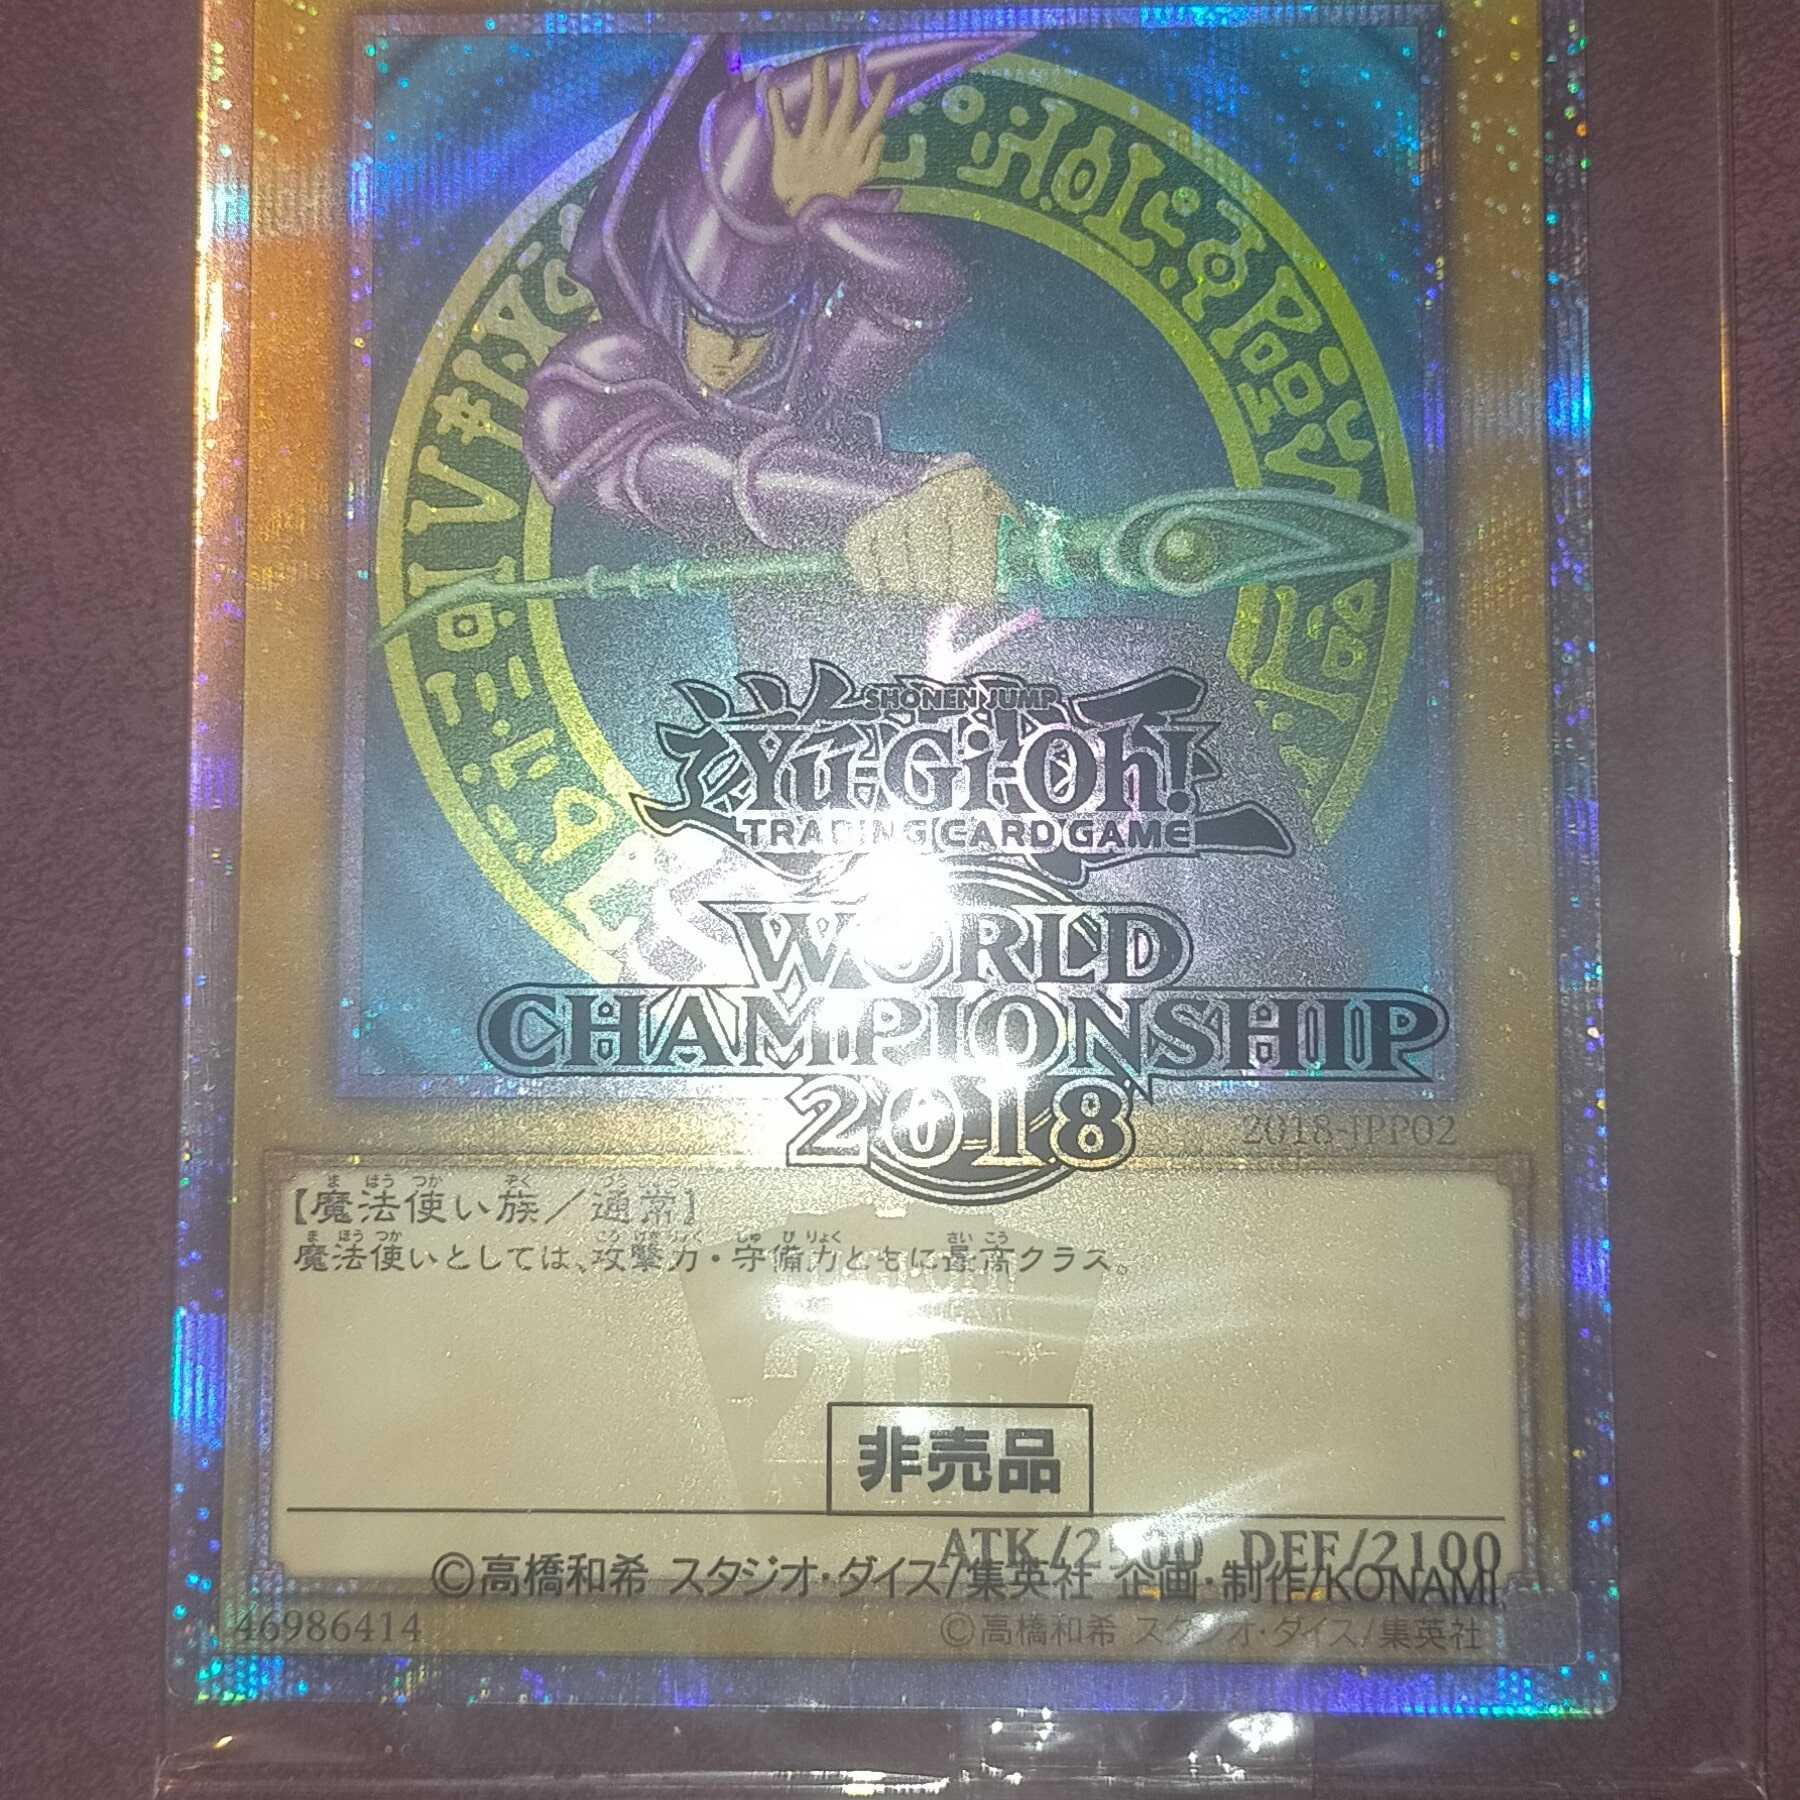 SHONEN JUMP
遊戯王
Yu-Gi-Oh!
TRADING CARD GAME
WORLD
CHAMPIONSHIP
2018
2018-JPP02
【魔法使い族／通常】
魔法使いとしては、攻撃力・守備力ともに最高クラス。
20
非売品
ATK/2500 DEF/2100
©高橋和希 スタジオ・ダイス/集英社 企画・制作/KONAMI
46986414
©高橋和希 スタジオ・ダイス/集英社